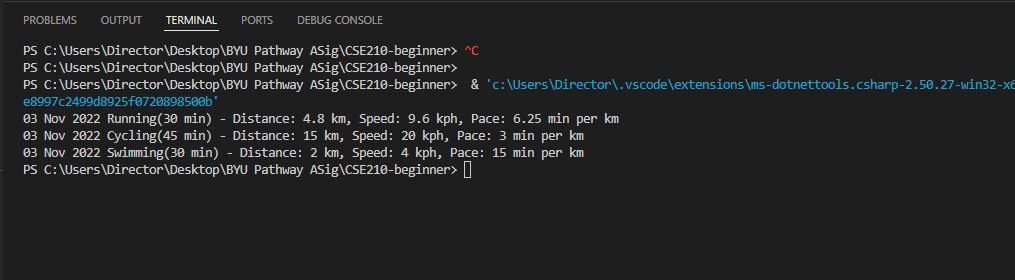 PROBLEMS OUTPUT TERMINAL PORTS DEBUG CONSOLE
PS C:\Users\Director\Desktop\BYU Pathway ASig\CSE210-beginner> ^C
PS C:\Users\Director\Desktop\BYU Pathway ASig\CSE210-beginner>
PS C:\Users\Director\Desktop\BYU Pathway ASig\CSE210-beginner>  & 'c:\Users\Director\.vscode\extensions\ms-dotnettools.csharp-2.50.27-win32-x6
e8997c2499d8925f0720898500b'
03 Nov 2022 Running(30 min) - Distance: 4.8 km, Speed: 9.6 kph, Pace: 6.25 min per km
03 Nov 2022 Cycling(45 min) - Distance: 15 km, Speed: 20 kph, Pace: 3 min per km
03 Nov 2022 Swimming(30 min) - Distance: 2 km, Speed: 4 kph, Pace: 15 min per km
PS C:\Users\Director\Desktop\BYU Pathway ASig\CSE210-beginner>